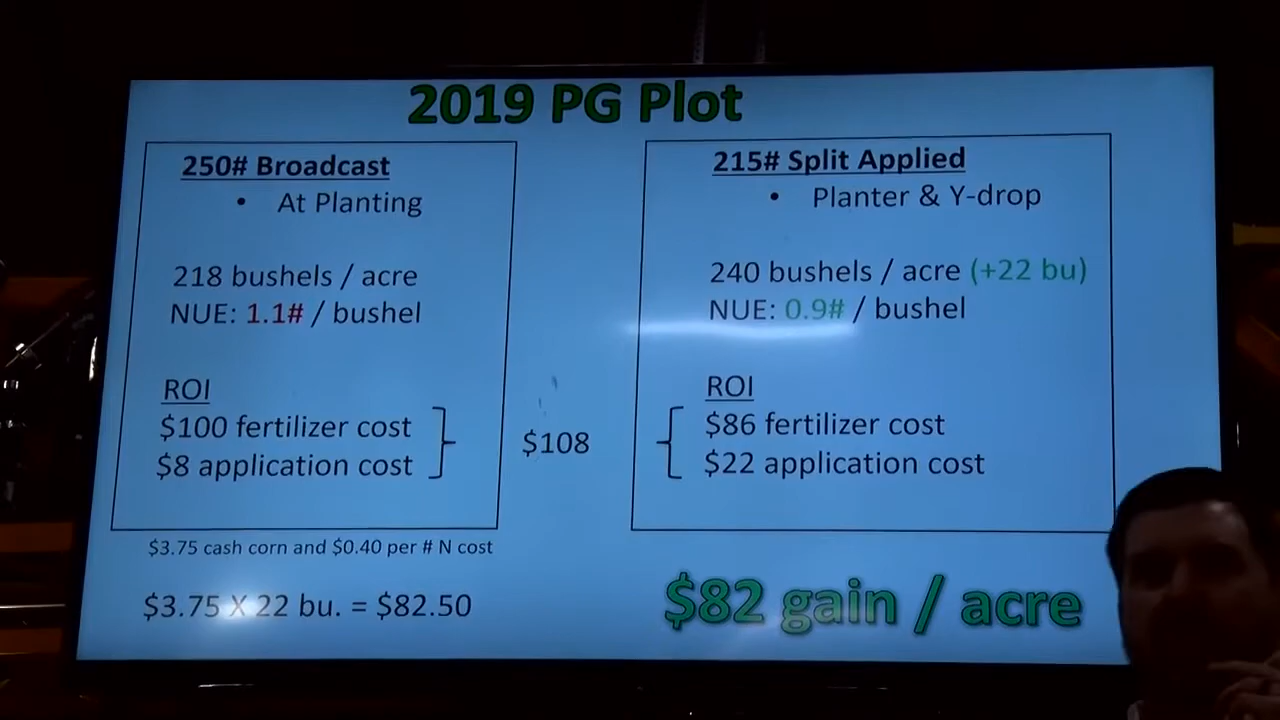 2019 PG Plot
250# Broadcast
• At Planting
218 bushels / acre
NUE: 1.1# / bushel
ROI
$100 fertilizer cost
$8 application cost
$108
215# Split Applied
• Planter & Y-drop
240 bushels / acre (+22 bu)
NUE: 0.9# / bushel
ROI
$86 fertilizer cost
$22 application cost
$3.75 cash corn and $0.40 per # N cost
$3.75 X 22 bu. = $82.50
$82 gain / acre